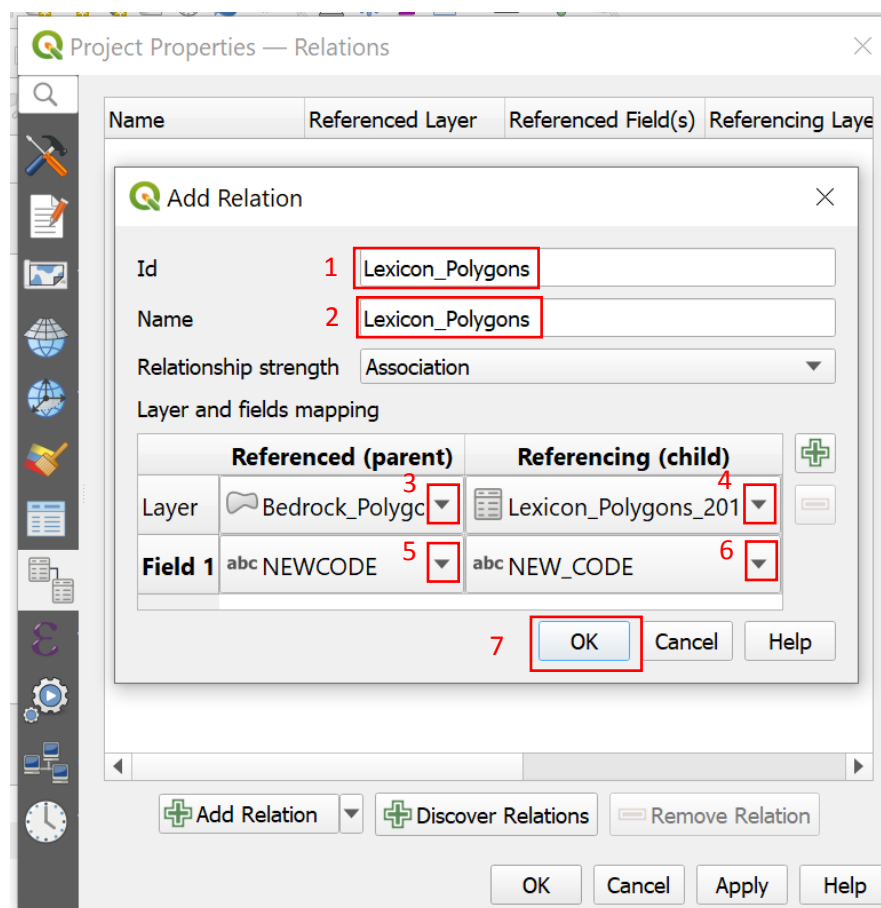 Project Properties — Relations
Name Referenced Layer Referenced Field(s) Referencing Laye
Add Relation
Id 1 Lexicon_Polygons
Name 2 Lexicon_Polygons
Relationship strength Association
Layer and fields mapping
Referenced (parent) Referencing (child)
3 4
Layer Bedrock_Polygc Lexicon_Polygons_201
5 6
Field 1 abc NEWCODE abc NEW_CODE
7 OK Cancel Help
Add Relation Discover Relations Remove Relation
OK Cancel Apply Help